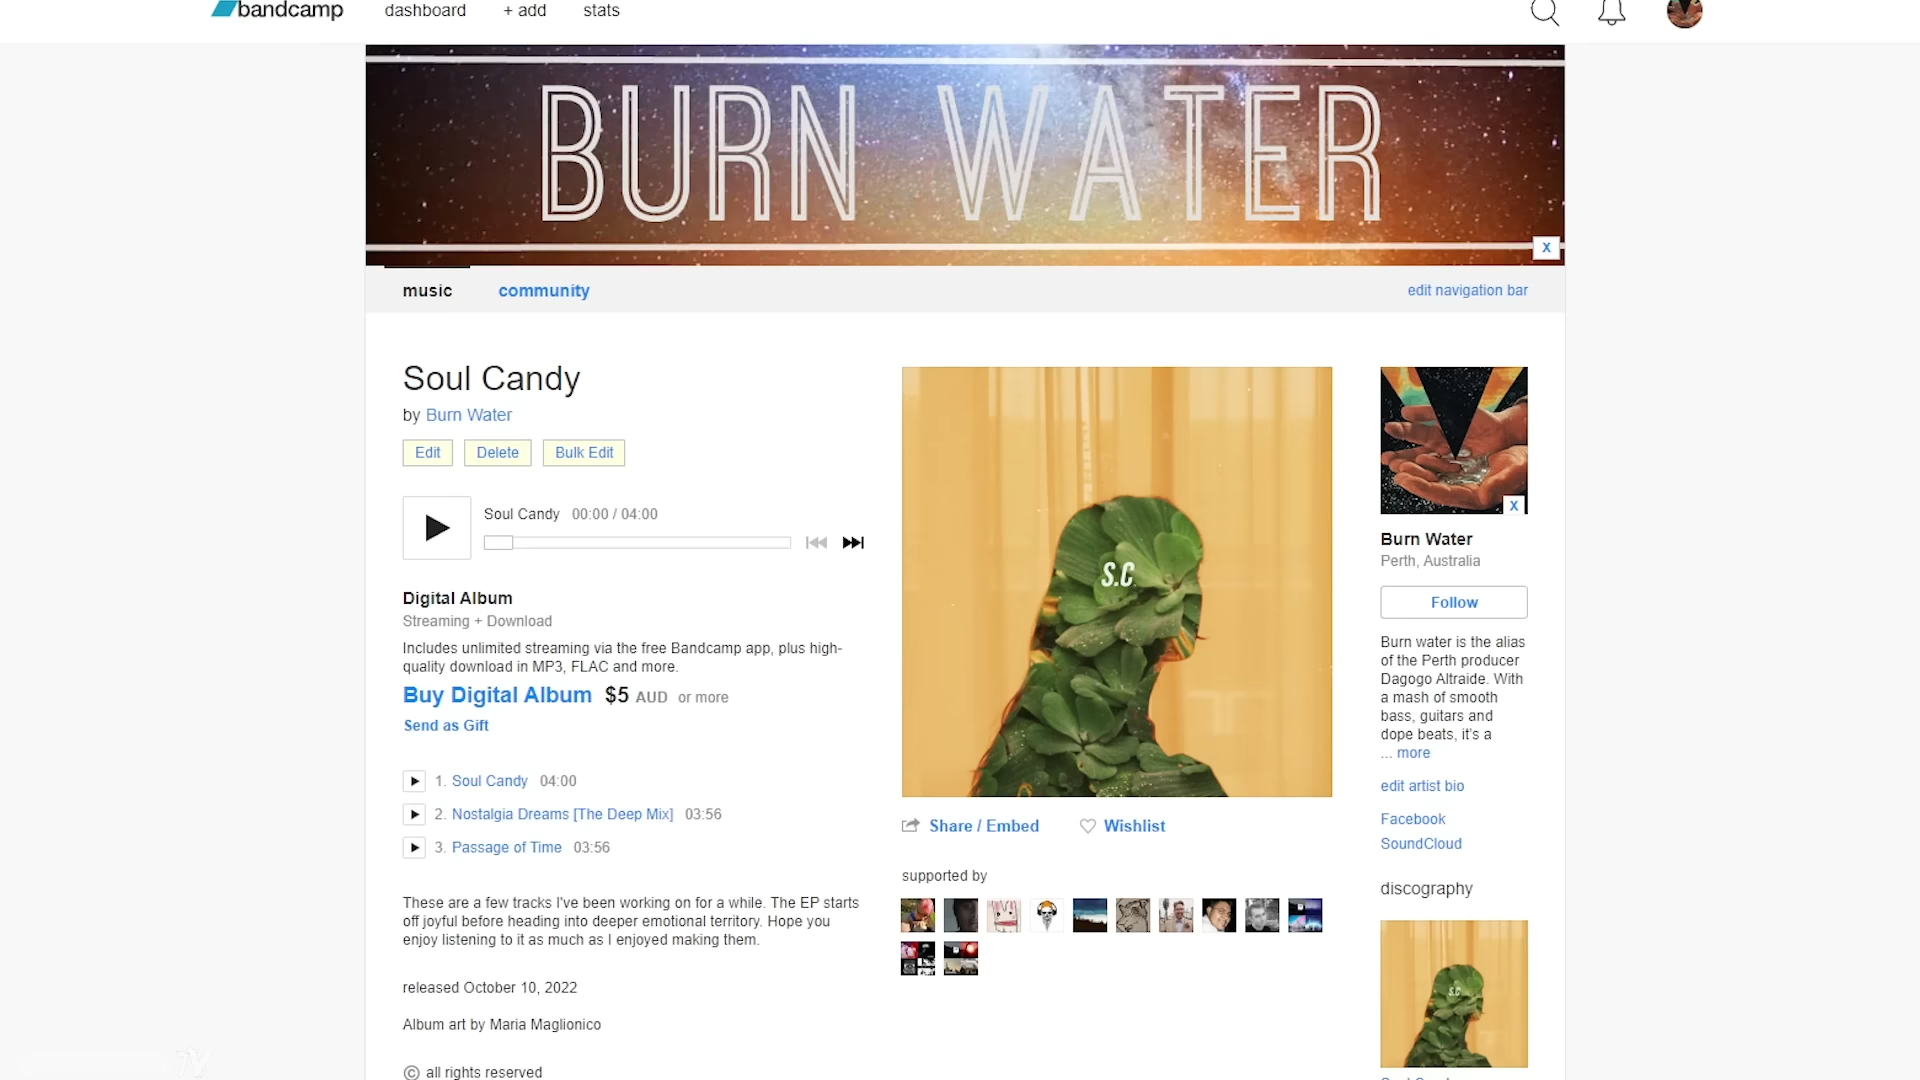 bandcamp
dashboard
+ add
stats
BURN WATER
X
music
community
edit navigation bar
Soul Candy
by Burn Water
Edit
Delete
Bulk Edit
Soul Candy 00:00 / 04:00
Digital Album
Streaming + Download
Includes unlimited streaming via the free Bandcamp app, plus high-
quality download in MP3, FLAC and more.
Buy Digital Album $5 AUD or more
Send as Gift
1. Soul Candy 04:00
2. Nostalgia Dreams [The Deep Mix] 03:56
3. Passage of Time 03:56
These are a few tracks I've been working on for a while. The EP starts
off joyful before heading into deeper emotional territory. Hope you
enjoy listening to it as much as I enjoyed making them.
released October 10, 2022
Album art by Maria Maglionico
© all rights reserved
S.C
Share / Embed
Wishlist
supported by
X
Burn Water
Perth, Australia
Follow
Burn water is the alias
of the Perth producer
Dagogo Altraide. With
a mash of smooth
bass, guitars and
dope beats, it's a
... more
edit artist bio
Facebook
SoundCloud
discography
S.C